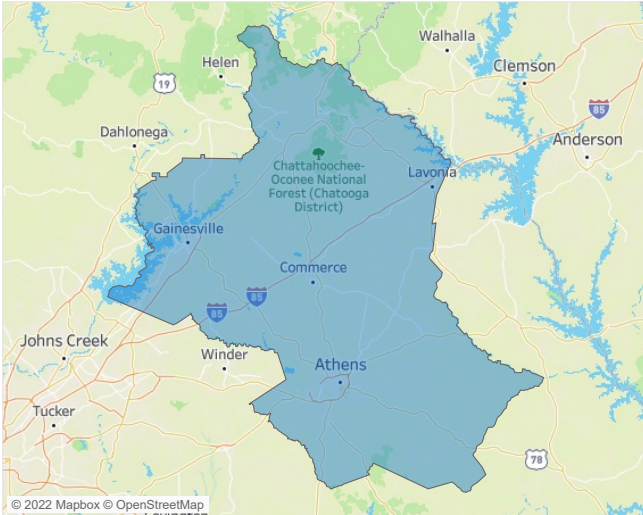 Walhalla
Helen
Clemson
19
85
Dahlonega
Anderson
Chattahoochee-
Oconee National
Forest (Chatooga
District)
Lavonia
Gainesville
Commerce
85
85
Johns Creek
Winder
Athens
Tucker
78
© 2022 Mapbox © OpenStreetMap